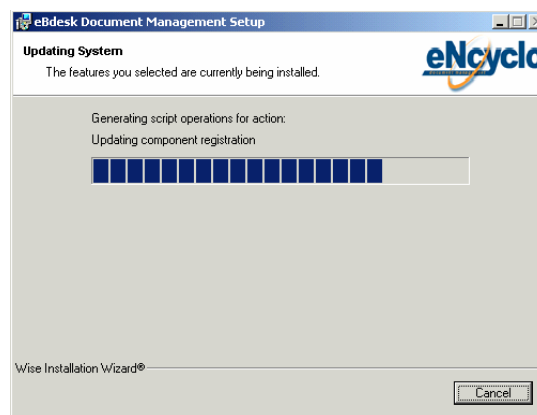 eBdesk Document Management Setup
Updating System
The features you selected are currently being installed.
eNcyclo
Generating script operations for action:
Updating component registration
Wise Installation Wizard®
Cancel